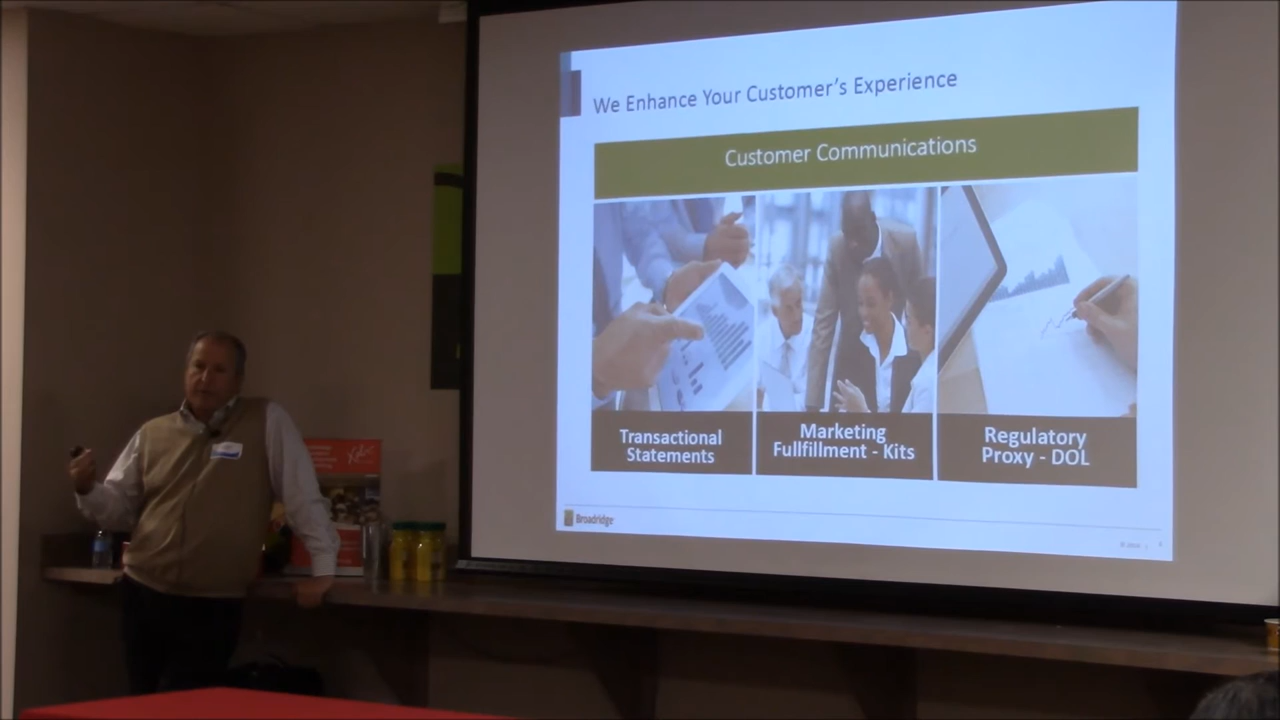 We Enhance Your Customer's Experience
Customer Communications
Transactional
Statements
Marketing
Fullfillment - Kits
Regulatory
Proxy - DOL
Broadridge